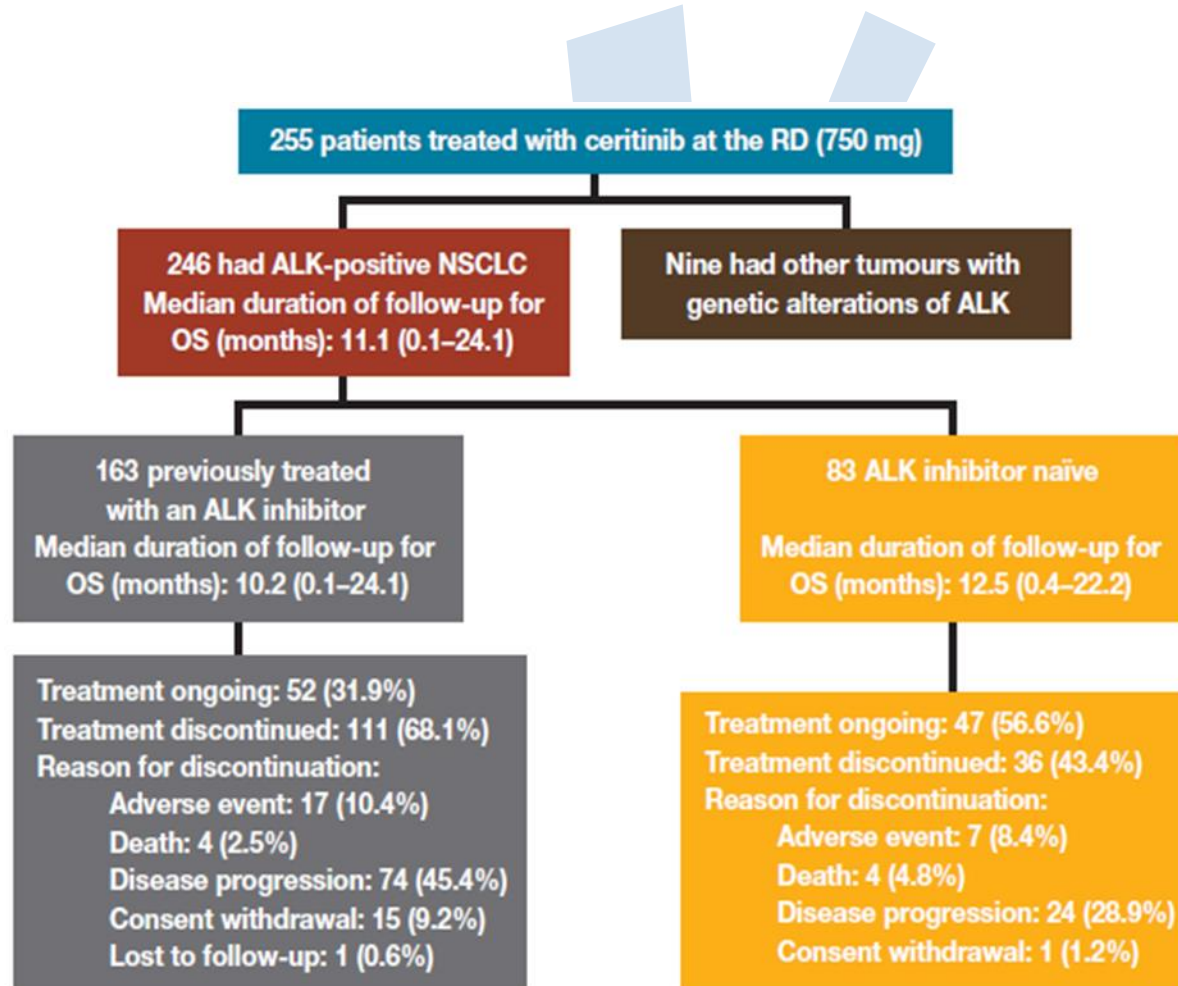 255 patients treated with ceritinib at the RD (750 mg)
246 had ALK-positive NSCLC
Median duration of follow-up for
OS (months): 11.1 (0.1–24.1)
Nine had other tumours with
genetic alterations of ALK
163 previously treated
with an ALK inhibitor
Median duration of follow-up for
OS (months): 10.2 (0.1–24.1)
83 ALK inhibitor naïve
Median duration of follow-up for
OS (months): 12.5 (0.4–22.2)
Treatment ongoing: 52 (31.9%)
Treatment discontinued: 111 (68.1%)
Reason for discontinuation:
Adverse event: 17 (10.4%)
Death: 4 (2.5%)
Disease progression: 74 (45.4%)
Consent withdrawal: 15 (9.2%)
Lost to follow-up: 1 (0.6%)
Treatment ongoing: 47 (56.6%)
Treatment discontinued: 36 (43.4%)
Reason for discontinuation:
Adverse event: 7 (8.4%)
Death: 4 (4.8%)
Disease progression: 24 (28.9%)
Consent withdrawal: 1 (1.2%)